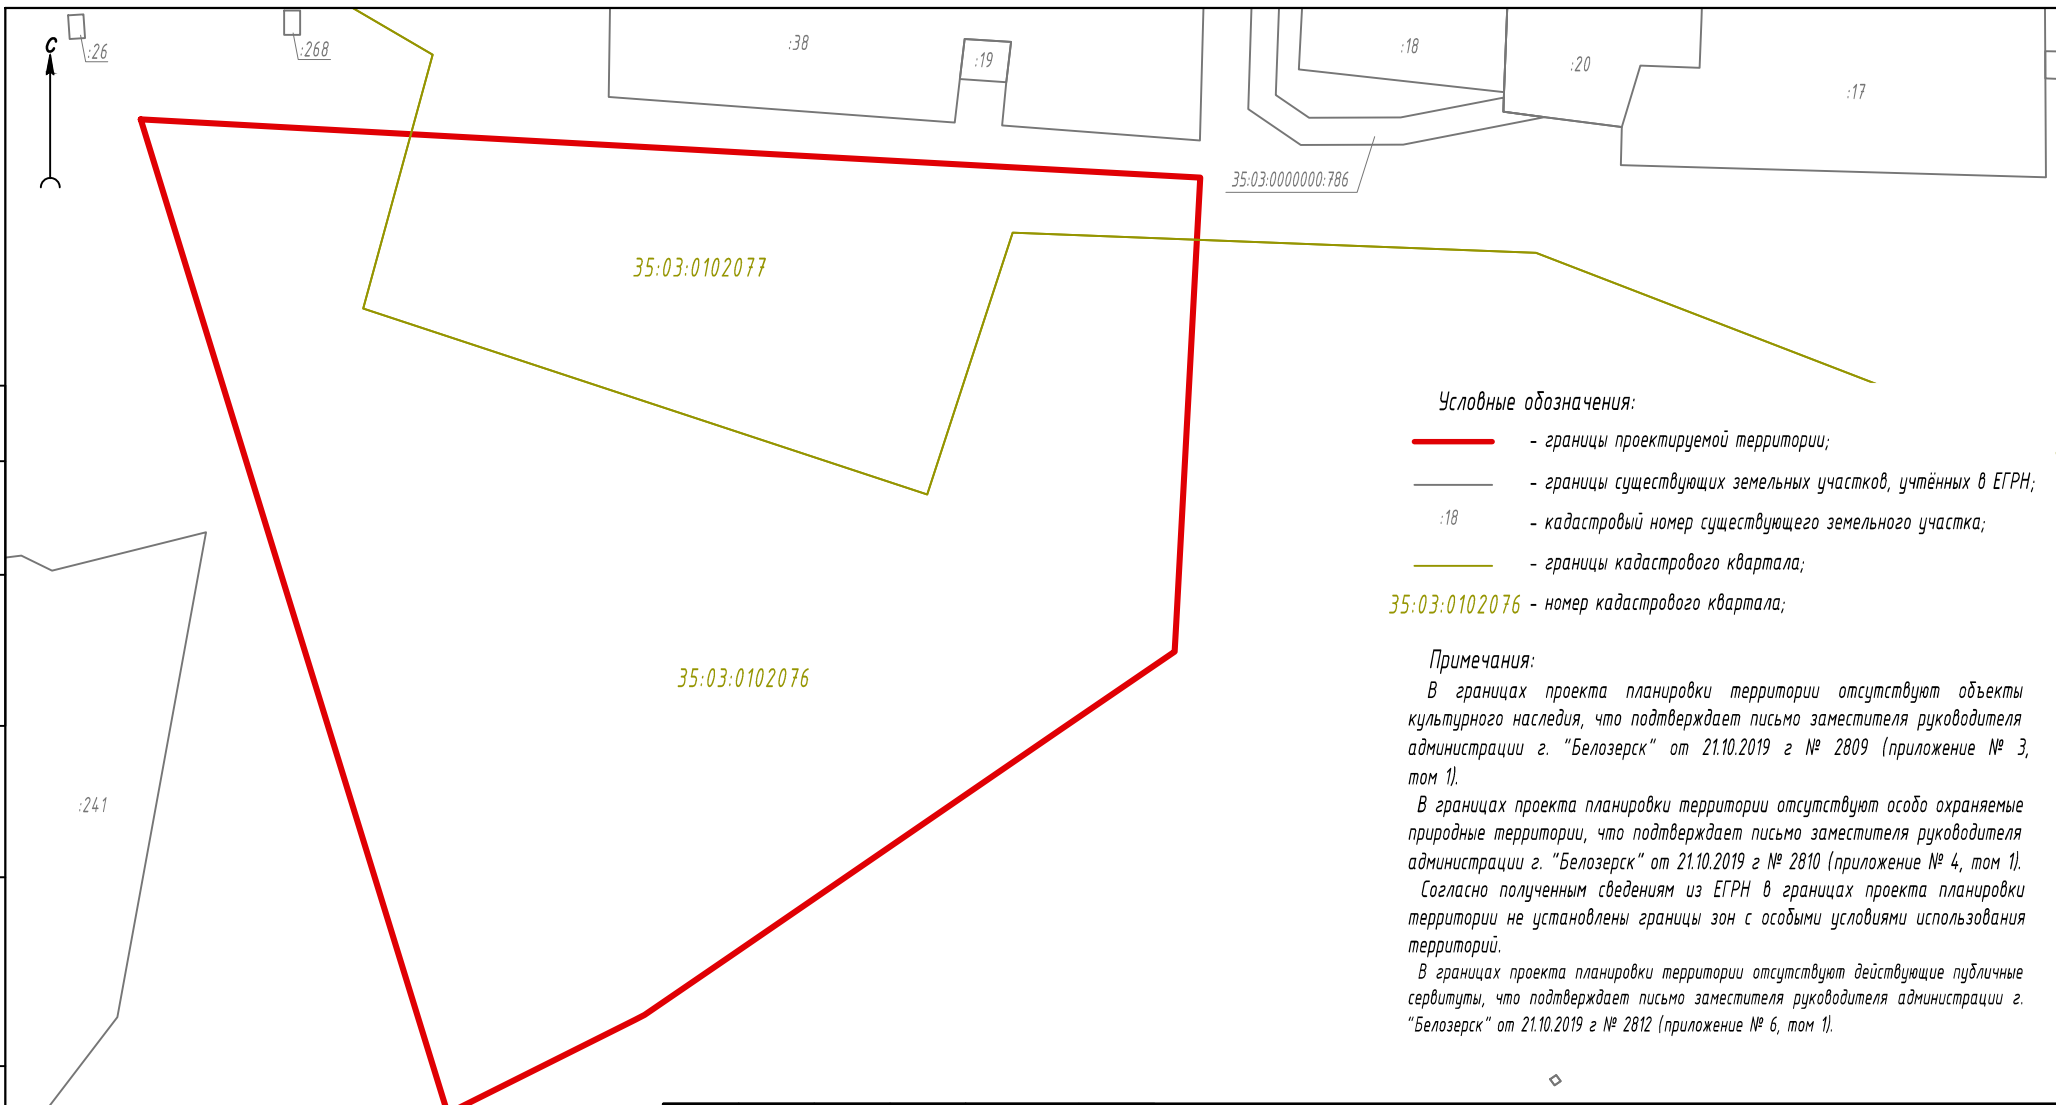 С
:26
:268
:38
:19
:18
:20
:17
35:03:0000000:786
35:03:0102077
35:03:0102076
:241
Условные обозначения:
- границы проектируемой территории;
- границы существующих земельных участков, учтённых в ЕГРН;
:18 - кадастровый номер существующего земельного участка;
- границы кадастрового квартала;
35:03:0102076 - номер кадастрового квартала;
Примечания:
В границах проекта планировки территории отсутствуют объекты
культурного наследия, что подтверждает письмо заместителя руководителя
администрации г. "Белозерск" от 21.10.2019 г № 2809 (приложение № 3,
том 1).
В границах проекта планировки территории отсутствуют особо охраняемые
природные территории, что подтверждает письмо заместителя руководителя
администрации г. "Белозерск" от 21.10.2019 г № 2810 (приложение № 4, том 1).
Согласно полученным сведениям из ЕГРН в границах проекта планировки
территории не установлены границы зон с особыми условиями использования
территорий.
В границах проекта планировки территории отсутствуют действующие публичные
сервитуты, что подтверждает письмо заместителя руководителя администрации г.
"Белозерск" от 21.10.2019 г № 2812 (приложение № 6, том 1).